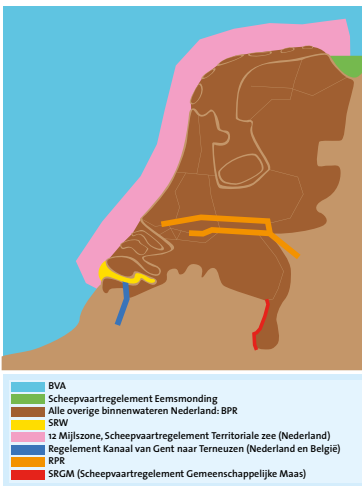 BVA
Scheepvaartregelement Eemsmonding
Alle overige binnenwateren Nederland: BPR
SRW
12 Mijlszone, Scheepvaartregelement Territoriale zee (Nederland)
Regelement Kanaal van Gent naar Terneuzen (Nederland en België)
RPR
SRGM (Scheepvaartregelement Gemeenschappelijke Maas)